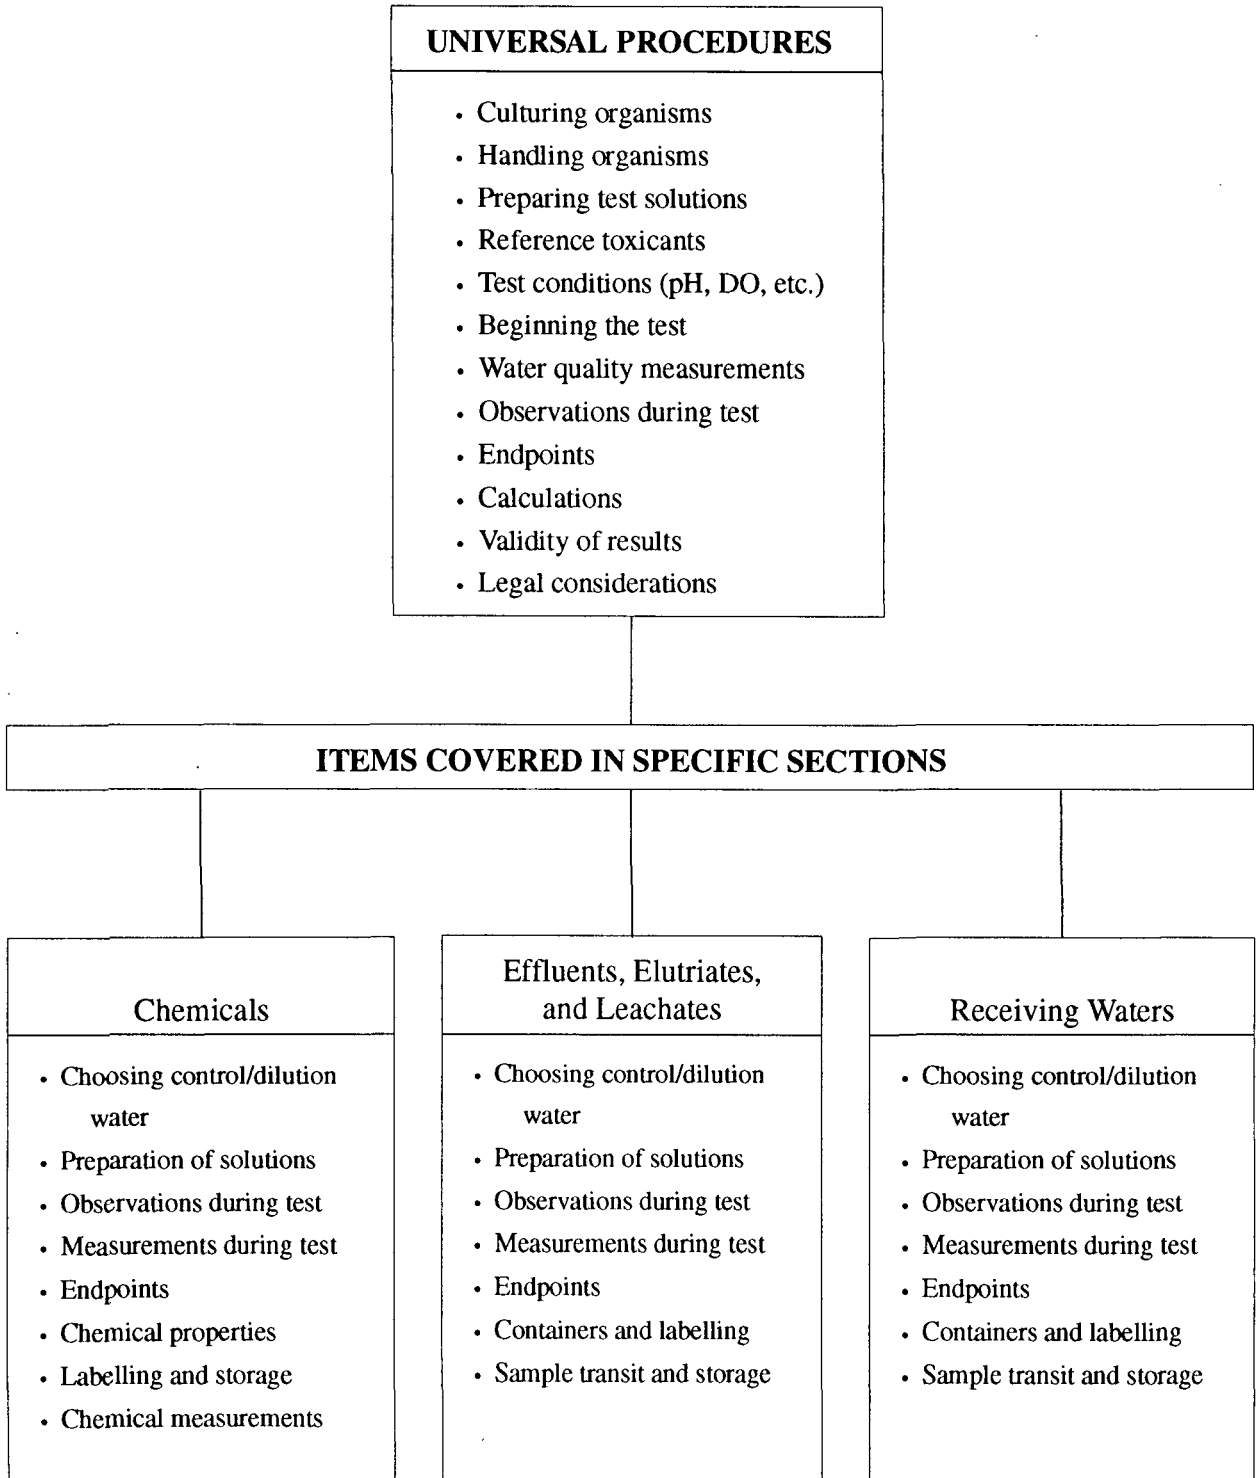 UNIVERSAL PROCEDURES
• Culturing organisms
• Handling organisms
• Preparing test solutions
• Reference toxicants
• Test conditions (pH, DO, etc.)
• Beginning the test
• Water quality measurements
• Observations during test
• Endpoints
• Calculations
• Validity of results
• Legal considerations
ITEMS COVERED IN SPECIFIC SECTIONS
Chemicals
• Choosing control/dilution
water
• Preparation of solutions
• Observations during test
• Measurements during test
• Endpoints
• Chemical properties
• Labelling and storage
• Chemical measurements
Effluents, Elutriates,
and Leachates
• Choosing control/dilution
water
• Preparation of solutions
• Observations during test
• Measurements during test
• Endpoints
• Containers and labelling
• Sample transit and storage
Receiving Waters
• Choosing control/dilution
water
• Preparation of solutions
• Observations during test
• Measurements during test
• Endpoints
• Containers and labelling
• Sample transit and storage